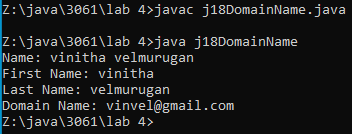 Z:\java\3061\lab 4>javac j18DomainName.java
Z:\java\3061\lab 4>java j18DomainName
Name: vinitha velmurugan
First Name: vinitha
Last Name: velmurugan
Domain Name: vinvel@gmail.com
Z:\java\3061\lab 4>